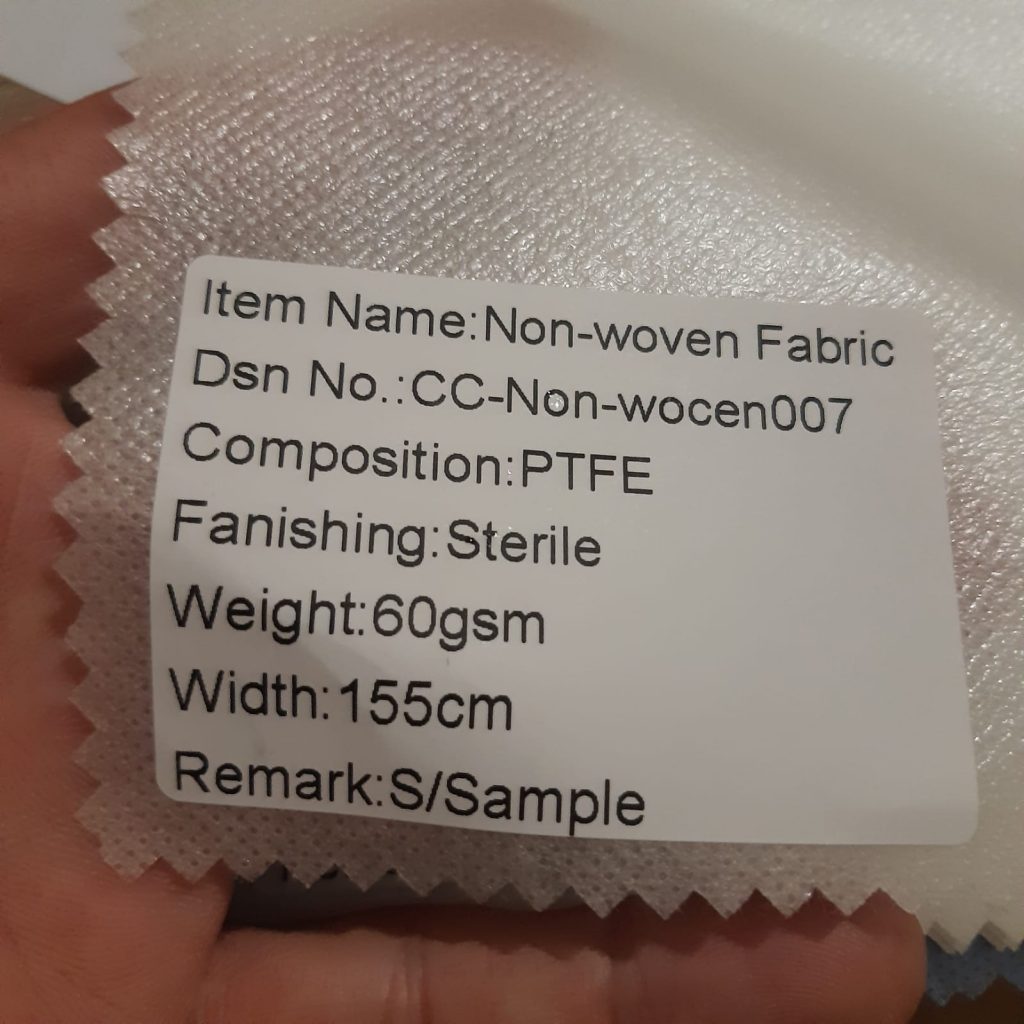 Item Name:Non-woven Fabric
Dsn No.:CC-Non-wocen007
Composition:PTFE
Fanishing:Sterile
Weight:60gsm
Width:155cm
Remark:S/Sample